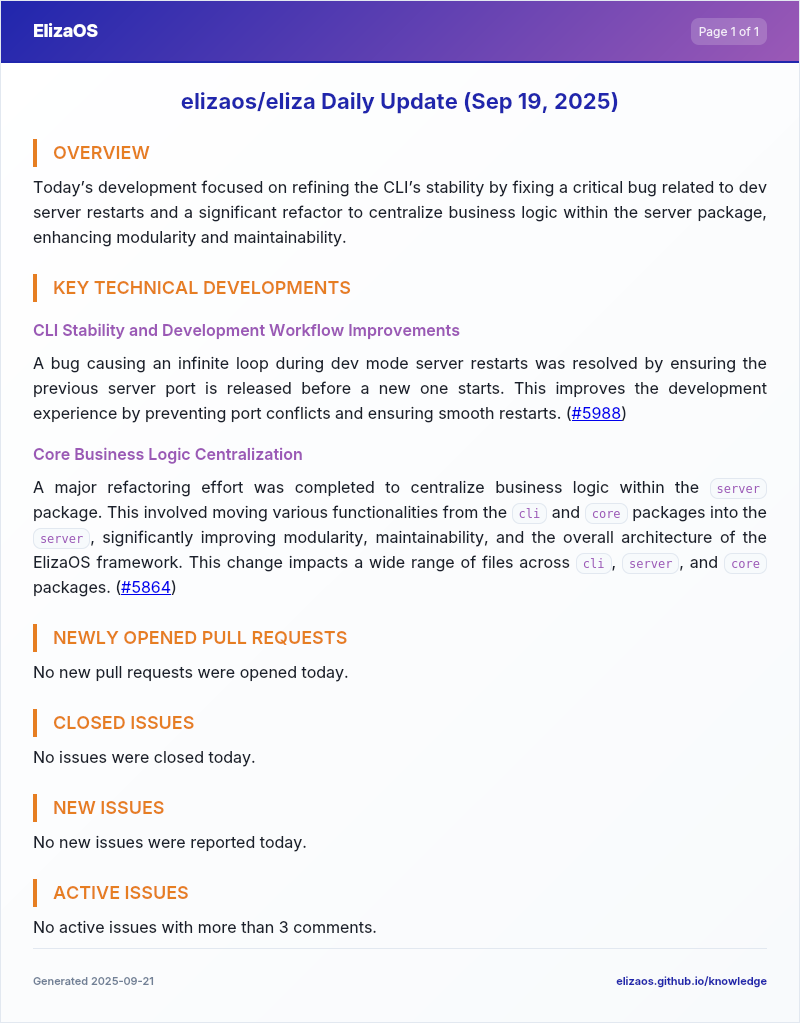 ElizaOS
Page 1 of 1
elizaos/eliza Daily Update (Sep 19, 2025)
OVERVIEW
Today's development focused on refining the CLI's stability by fixing a critical bug related to dev
server restarts and a significant refactor to centralize business logic within the server package,
enhancing modularity and maintainability.
KEY TECHNICAL DEVELOPMENTS
CLI Stability and Development Workflow Improvements
A bug causing an infinite loop during dev mode server restarts was resolved by ensuring the
previous server port is released before a new one starts. This improves the development
experience by preventing port conflicts and ensuring smooth restarts. (#5988)
Core Business Logic Centralization
A major refactoring effort was completed to centralize business logic within the server
package. This involved moving various functionalities from the cli and core packages into the
server, significantly improving modularity, maintainability, and the overall architecture of the
ElizaOS framework. This change impacts a wide range of files across cli, server, and core
packages. (#5864)
NEWLY OPENED PULL REQUESTS
No new pull requests were opened today.
CLOSED ISSUES
No issues were closed today.
NEW ISSUES
No new issues were reported today.
ACTIVE ISSUES
No active issues with more than 3 comments.
Generated 2025-09-21
elizaos.github.io/knowledge